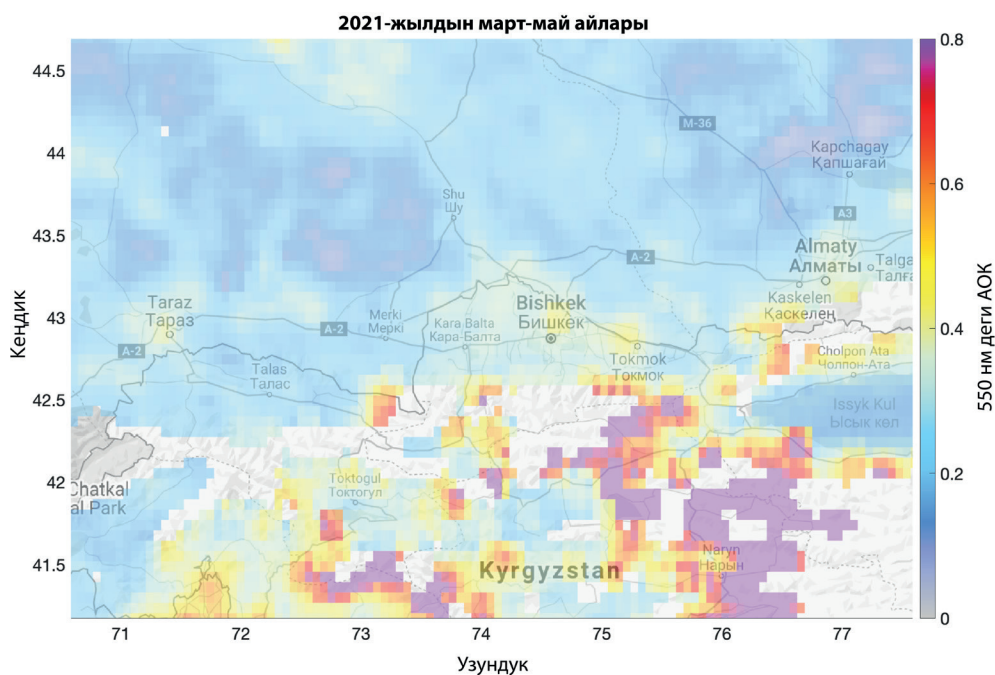 2021-жылдын март-май айлары
44.5
44
43.5
43
42.5
42
41.5
Кеңдик
71
72
73
74
75
76
77
Узундук
0.8
0.6
0.4
0.2
0
550 нм деги АОК
M-36
Kapchagay
Қапшағай
Shu
Шу
A3
Almaty
Алматы
A-2
Talga
Талға
Kaskelen
Қаскелең
Taraz
Тараз
Bishkek
Бишкек
Merki
Меркі
A-2
Kara Balta
Кара-Балта
A-2
Tokmok
Токмок
Cholpon Ata
Чолпон-Ата
Talas
Талас
Issyk Kul
Ысык көл
Chatkal
al Park
Toktogul
Токтогул
Naryn
Нарын
Kyrgyzstan